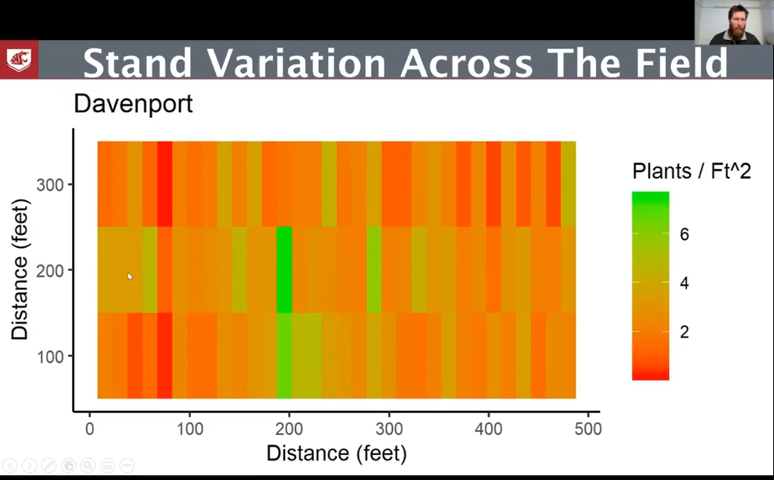 Stand Variation Across The Field
Davenport
Plants / Ft^2
6
4
2
Distance (feet)
300
200
100
0 100 200 300 400 500
Distance (feet)